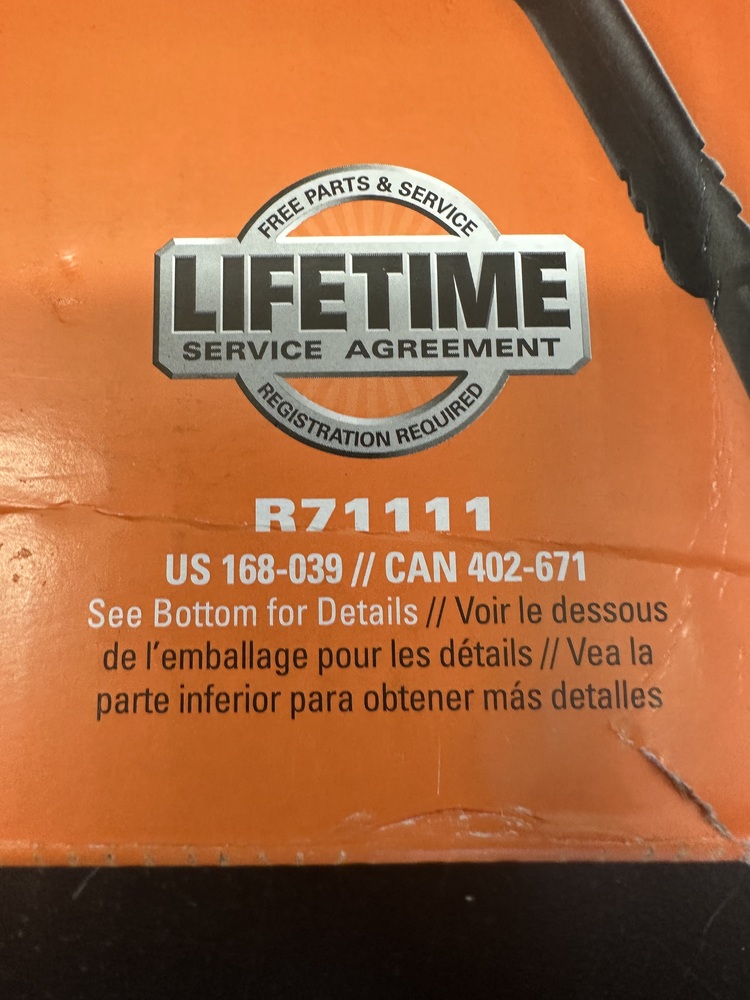 FREE PARTS & SERVICE
LIFETIME
SERVICE AGREEMENT
REGISTRATION REQUIRED
R71111
US 168-039 // CAN 402-671
See Bottom for Details // Voir le dessous
de l'emballage pour les détails // Vea la
parte inferior para obtener más detalles